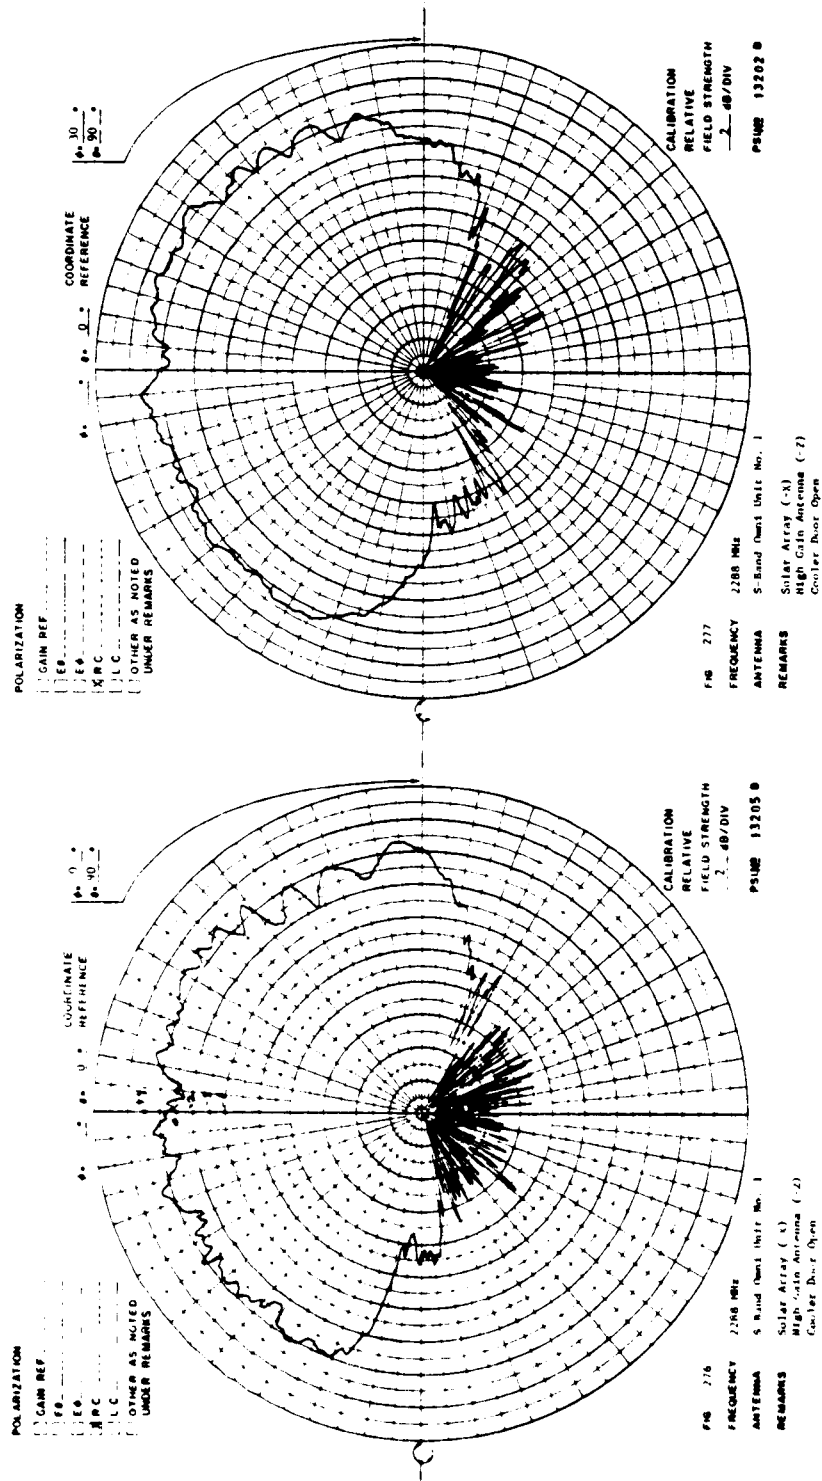 POLARIZATION
GAIN REF
Eθ
Eφ
X RC
LC
OTHER AS NOTED
UNDER REMARKS
φ= °
θ= 0 °
COORDINATE
REFERENCE
φ= 0 °
θ= 90 °
+2
0
FIG 276
FREQUENCY 2288 MHz
ANTENNA S-Band Omni Unit No. 1
REMARKS Solar Array (-X)
High Gain Antenna (-Z)
Cooler Door Open
CALIBRATION
RELATIVE
FIELD STRENGTH
2 dB/DIV
13205 B
POLARIZATION
GAIN REF
Eθ
Eφ
X RC
LC
OTHER AS NOTED
UNDER REMARKS
φ= °
θ= 0 °
COORDINATE
REFERENCE
φ= 30 °
θ= 90 °
FIG 277
FREQUENCY 2288 MHz
ANTENNA S-Band Omni Unit No. 1
REMARKS Solar Array (-X)
High Gain Antenna (-Z)
Cooler Door Open
CALIBRATION
RELATIVE
FIELD STRENGTH
2 dB/DIV
13202 B